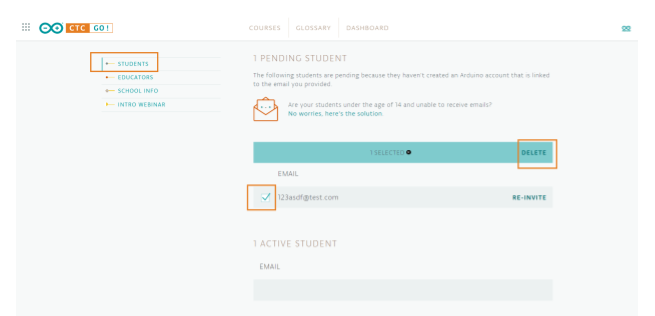 CTC GO!
COURSES GLOSSARY DASHBOARD
STUDENTS
EDUCATORS
SCHOOL INFO
INTRO WEBINAR
1 PENDING STUDENT
The following students are pending because they haven't created an Arduino account that is linked
to the email you provided.
Are your students under the age of 14 and unable to receive emails?
No worries, here's the solution.
1 SELECTED
DELETE
EMAIL
123asdf@test.com
RE-INVITE
1 ACTIVE STUDENT
EMAIL